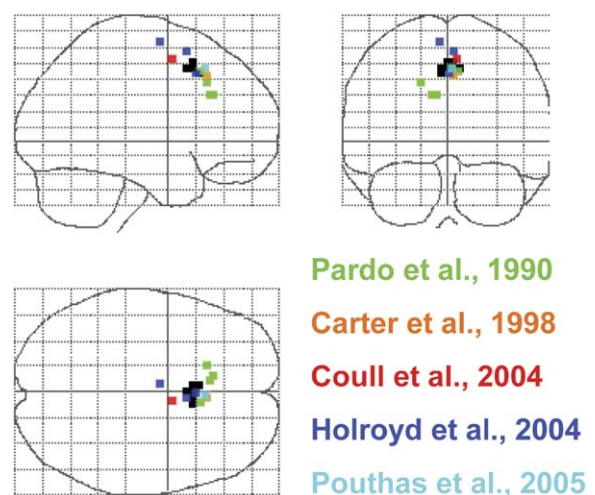 Pardo et al., 1990
Carter et al., 1998
Coull et al., 2004
Holroyd et al., 2004
Pouthas et al., 2005